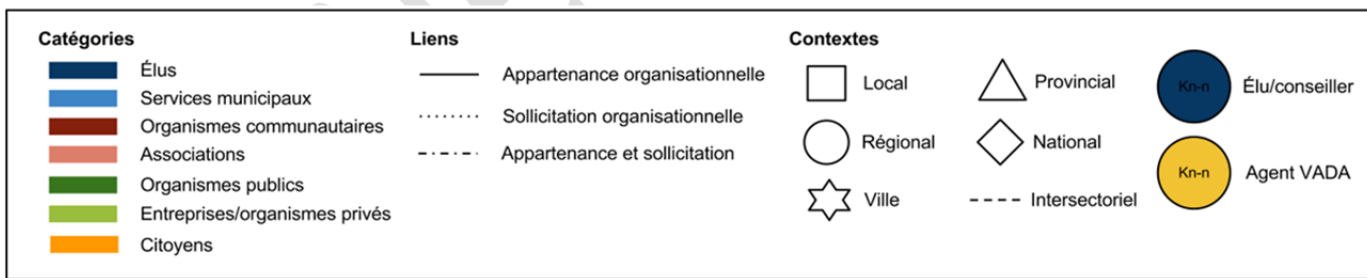 Catégories
Élus
Services municipaux
Organismes communautaires
Associations
Organismes publics
Entreprises/organismes privés
Citoyens
Liens
Appartenance organisationnelle
Sollicitation organisationnelle
Appartenance et sollicitation
Contextes
Local
Provincial
Régional
National
Ville
Intersectoriel
Kn-n
Élu/conseiller
Kn-n
Agent VADA